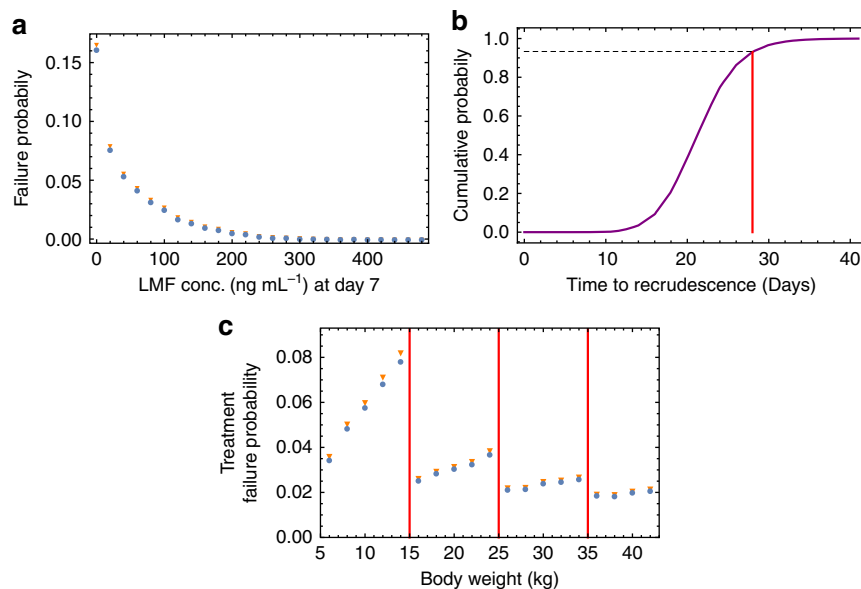 a
Failure probabily
0.15
0.10
0.05
0.00
0 100 200 300 400
LMF conc. (ng mL−1) at day 7
b
Cumulative probabily
1.0
0.8
0.6
0.4
0.2
0.0
0 10 20 30 40
Time to recrudescence (Days)
c
Treatment
failure probability
0.08
0.06
0.04
0.02
0.00
5 10 15 20 25 30 35 40
Body weight (kg)